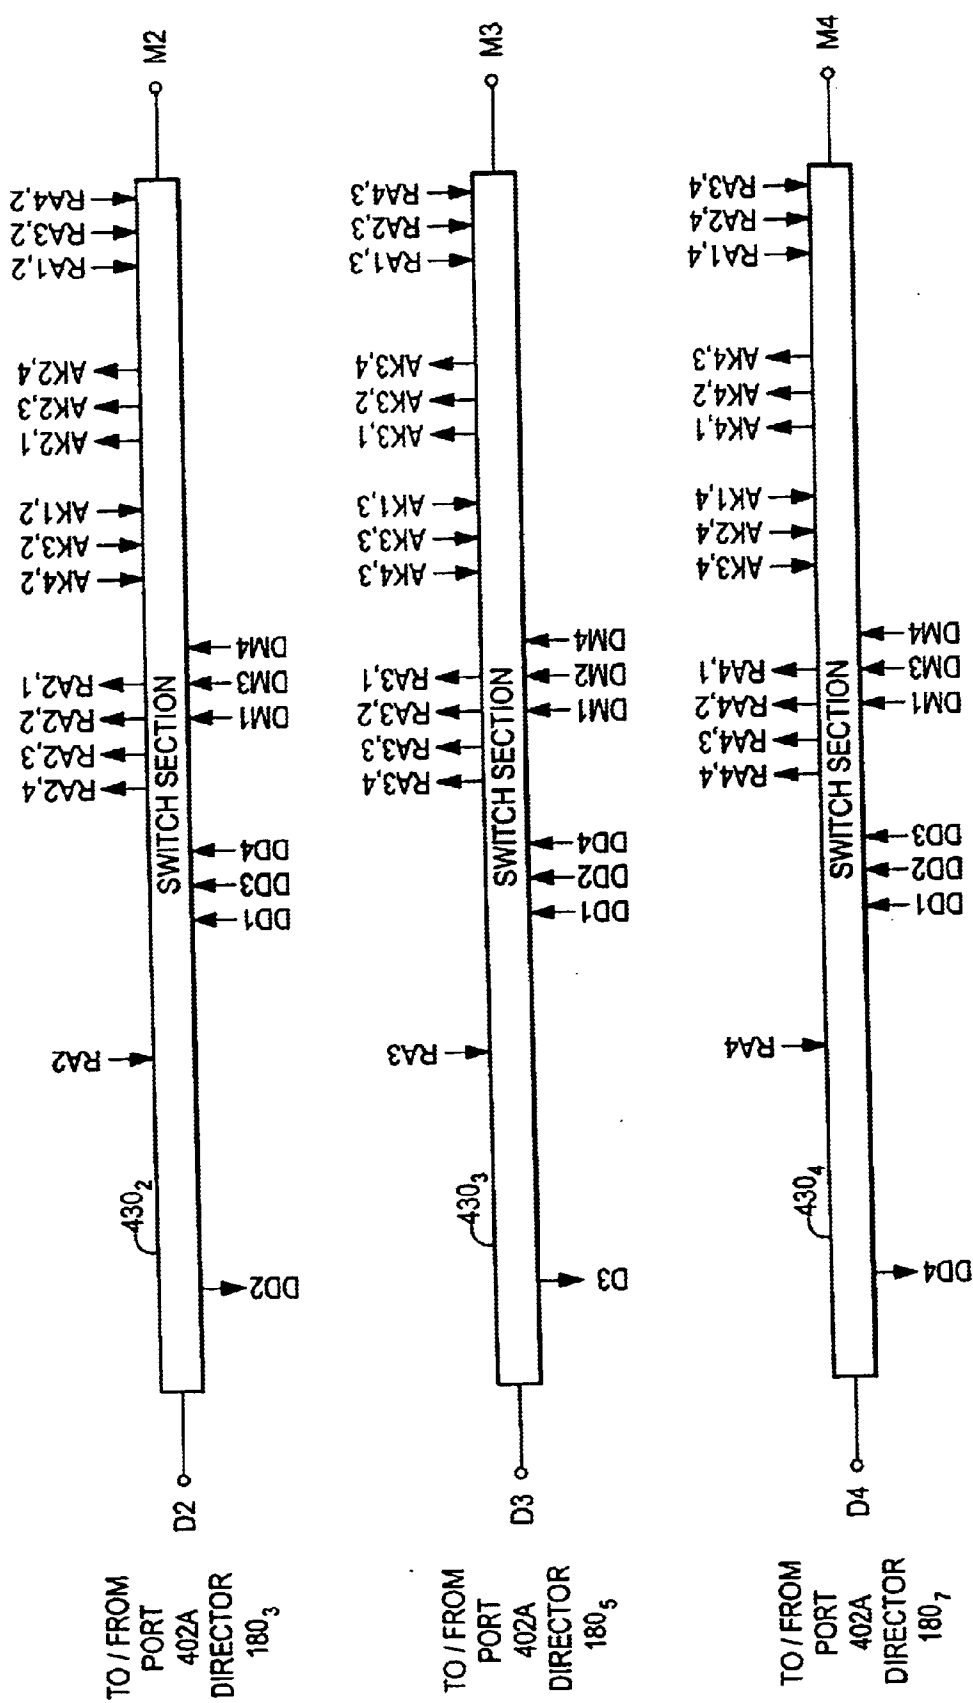 TO / FROM
PORT
402A
DIRECTOR
180₃
D2
DD2
430₂
RA2
DD1
DD3
DD4
SWITCH SECTION
RA2,4
RA2,3
RA2,2
RA2,1
DM1
DM3
DM4
AK4,2
AK3,2
AK1,2
AK2,1
AK2,3
AK2,4
RA1,2
RA3,2
RA4,2
M2
TO / FROM
PORT
402A
DIRECTOR
180₅
D3
D3
430₃
RA3
DD1
DD2
DD4
SWITCH SECTION
RA3,4
RA3,3
RA3,2
RA3,1
DM1
DM2
DM4
AK4,3
AK3,3
AK1,3
AK3,1
AK3,2
AK3,4
RA1,3
RA2,3
RA4,3
M3
TO / FROM
PORT
402A
DIRECTOR
180₇
D4
DD4
430₄
RA4
DD1
DD2
DD3
SWITCH SECTION
RA4,4
RA4,3
RA4,2
RA4,1
DM1
DM3
DM4
AK3,4
AK2,4
AK1,4
AK4,1
AK4,2
AK4,3
RA1,4
RA2,4
RA3,4
M4